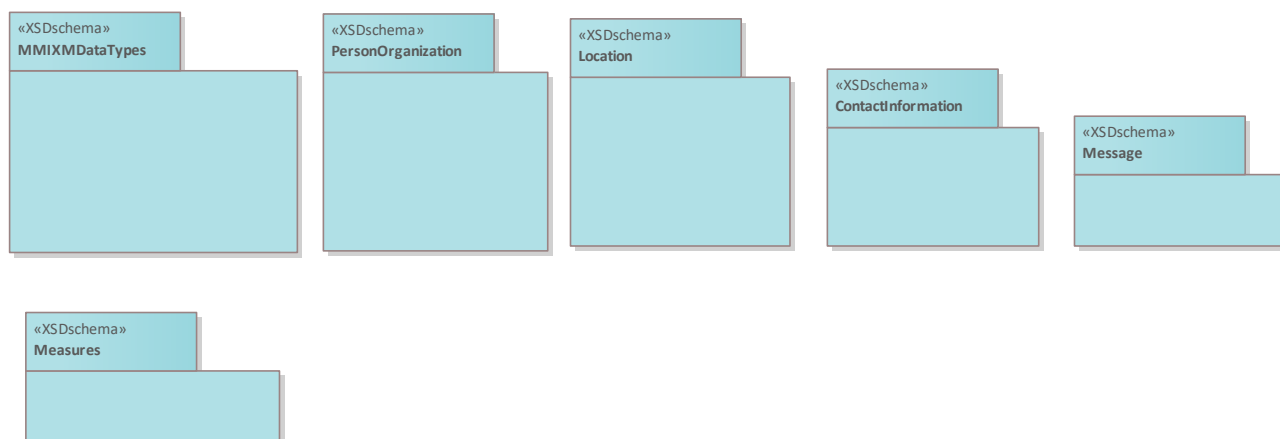 «XSDschema»
MMIXMDataTypes
«XSDschema»
PersonOrganization
«XSDschema»
Location
«XSDschema»
ContactInformation
«XSDschema»
Message
«XSDschema»
Measures